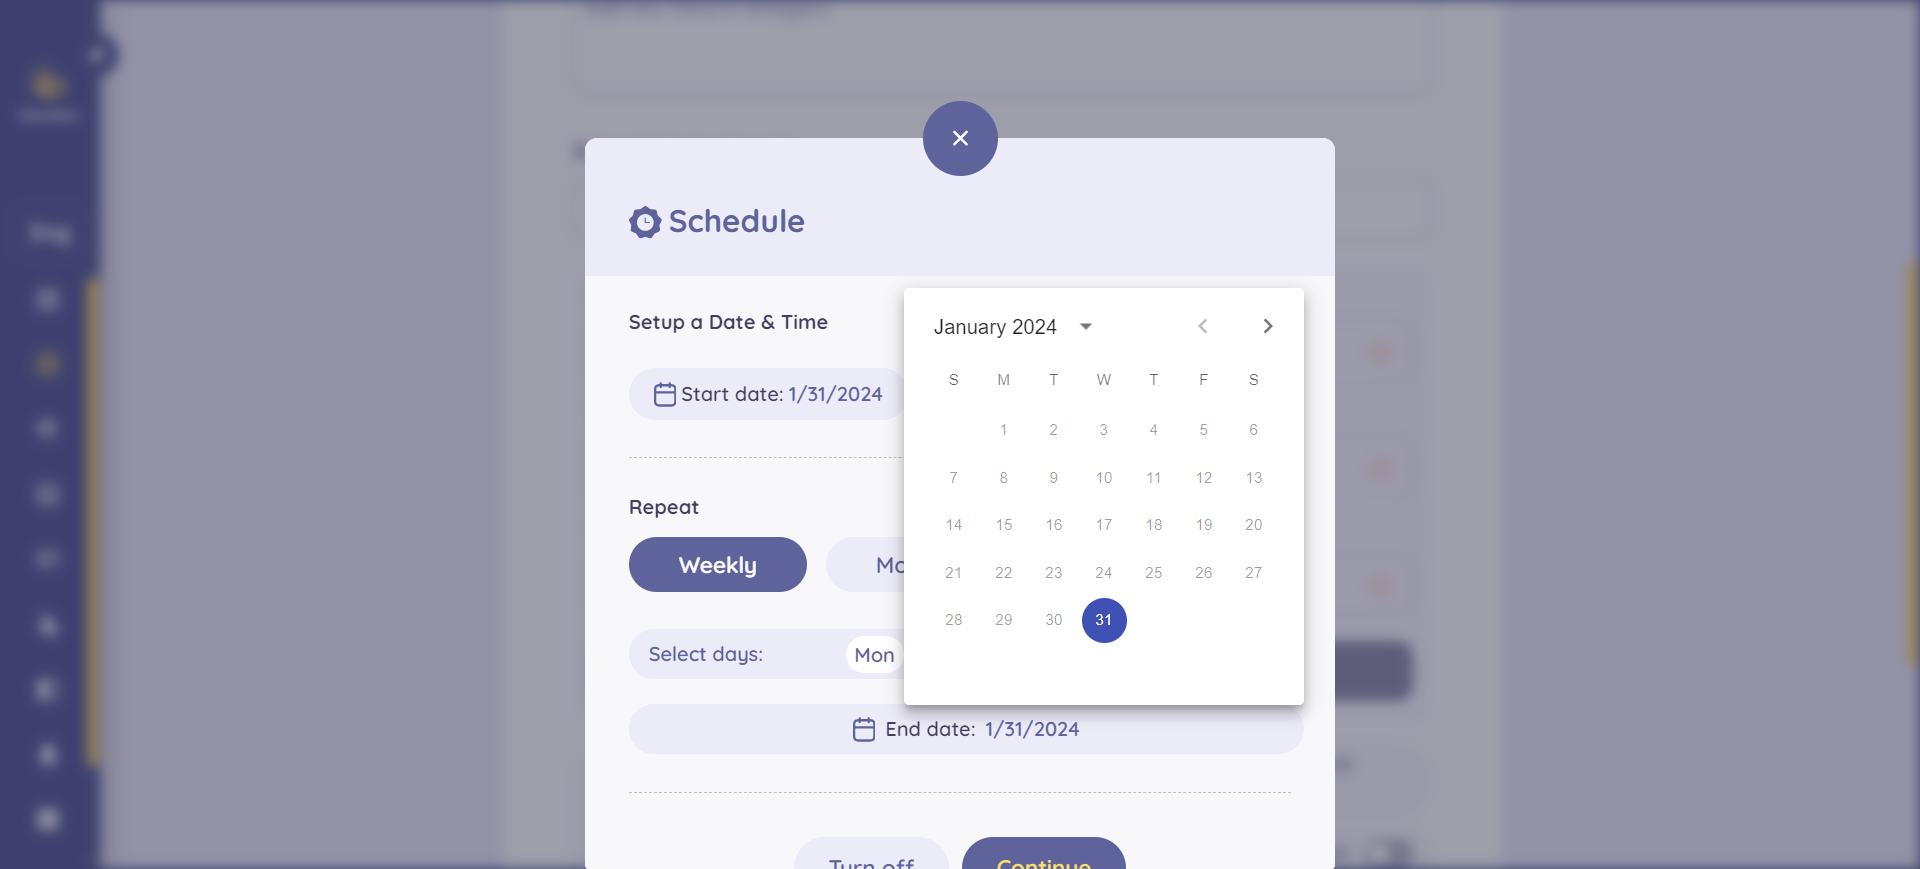 Eng
Schedule
Setup a Date & Time
Start date: 1/31/2024
Repeat
Weekly
Select days:
Mon
January 2024
S M T W T F S
1 2 3 4 5 6
7 8 9 10 11 12 13
14 15 16 17 18 19 20
21 22 23 24 25 26 27
28 29 30 31
End date: 1/31/2024
Turn off
Continue